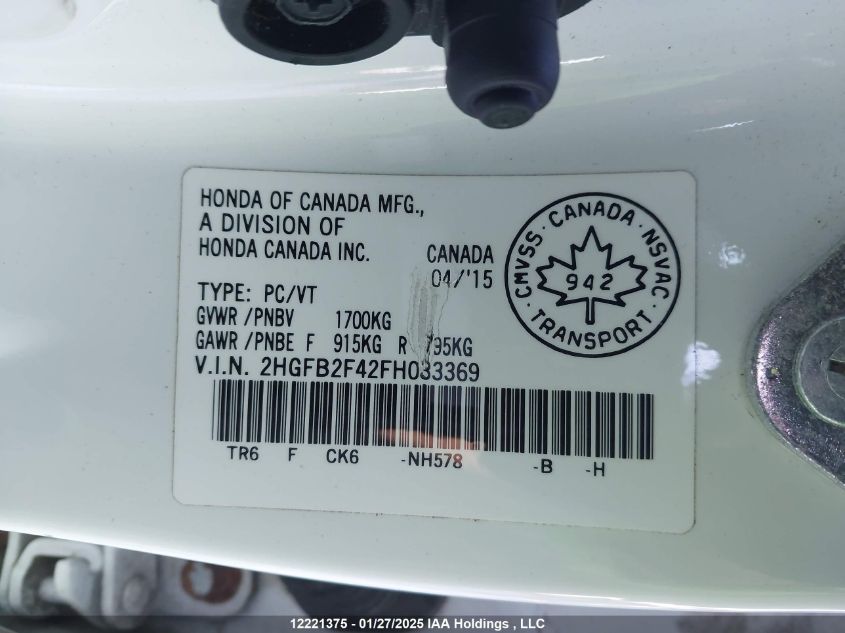 HONDA OF CANADA MFG.,
A DIVISION OF
HONDA CANADA INC.
CANADA
04/'15
TYPE: PC/VT
GVWR /PNBV 1700KG
GAWR /PNBE F 915KG R 795KG
V.I.N. 2HGFB2F42FH033369
TR6 F CK6 -NH578 -B -H
CMVSS · CANADA · NSVAC
942
· TRANSPORT ·
12221375 - 01/27/2025 IAA Holdings , LLC